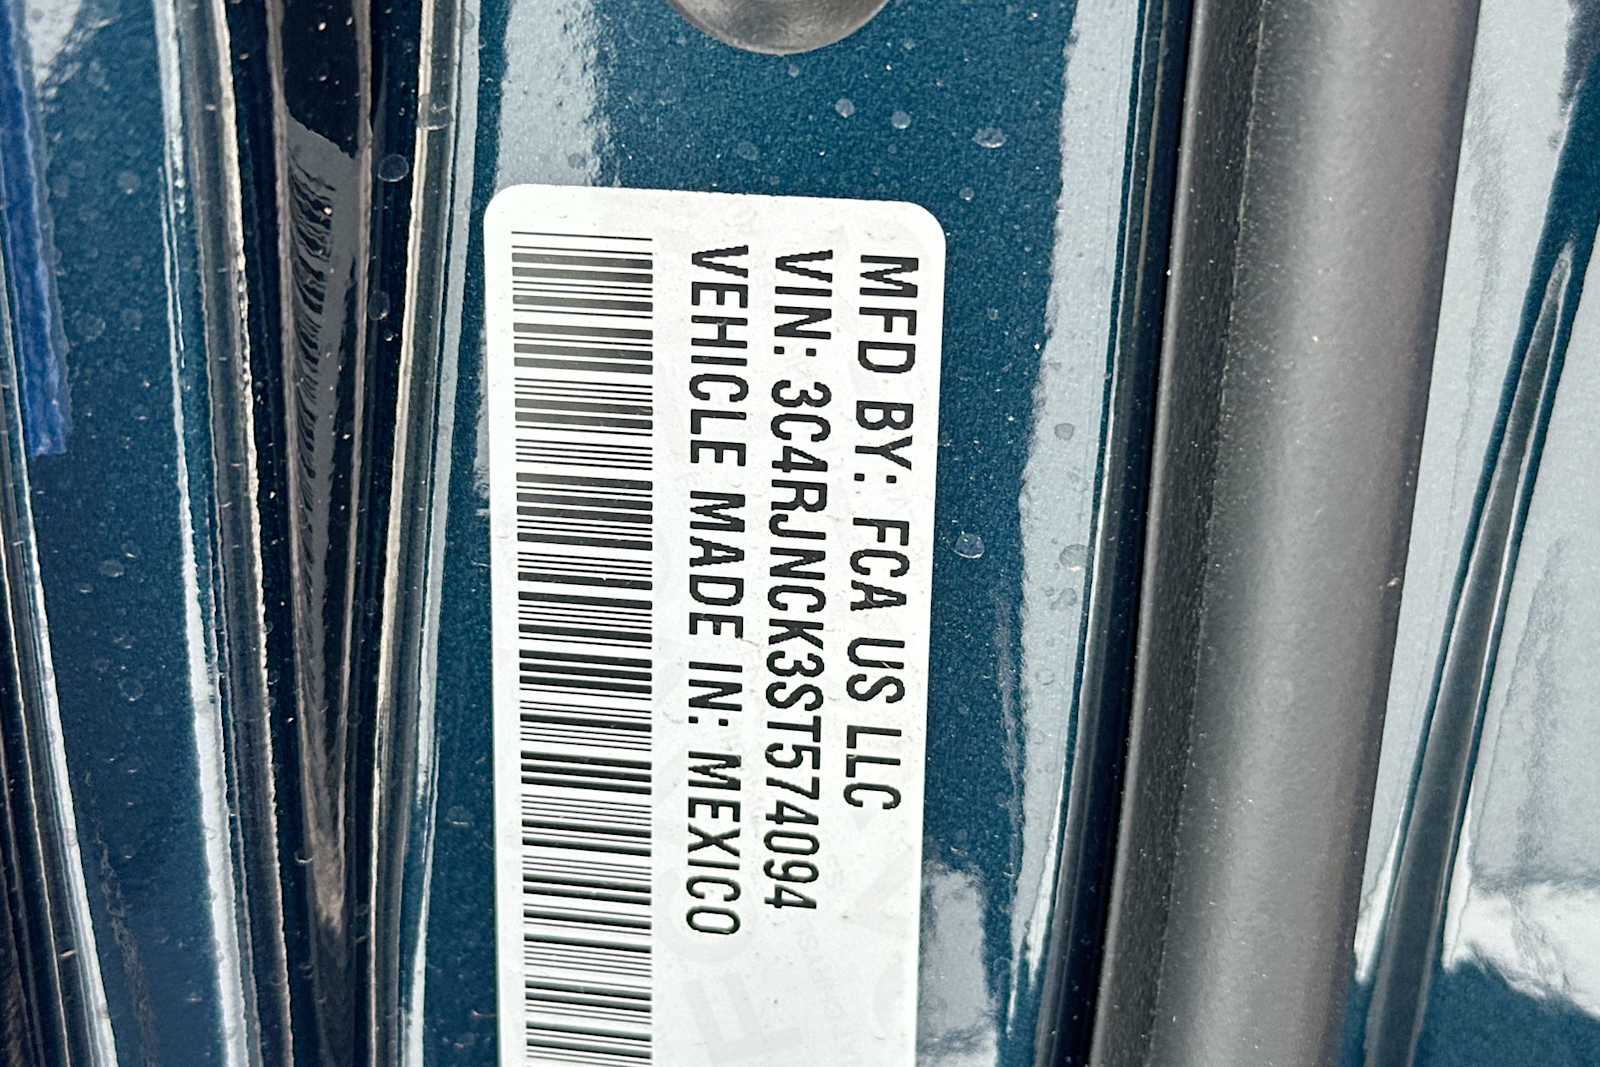 MFD BY: FCA US LLC
VIN: 3C4RJNCK3ST574094
VEHICLE MADE IN: MEXICO